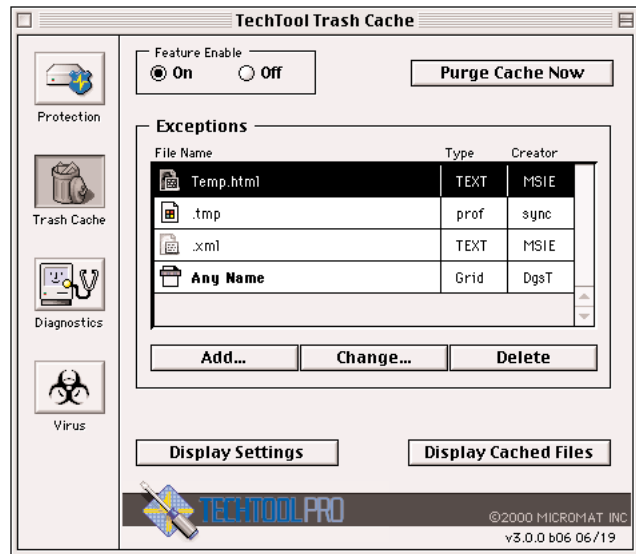 TechTool Trash Cache
Feature Enable
On Off
Purge Cache Now
Protection
Exceptions
File Name Type Creator
Temp.html TEXT MSIE
.tmp prof sync
.xml TEXT MSIE
Any Name Grid DgsT
Trash Cache
Diagnostics
Add... Change... Delete
Virus
Display Settings Display Cached Files
TECHTOOL PRO
©2000 MICROMAT INC
v3.0.0 b06 06/19